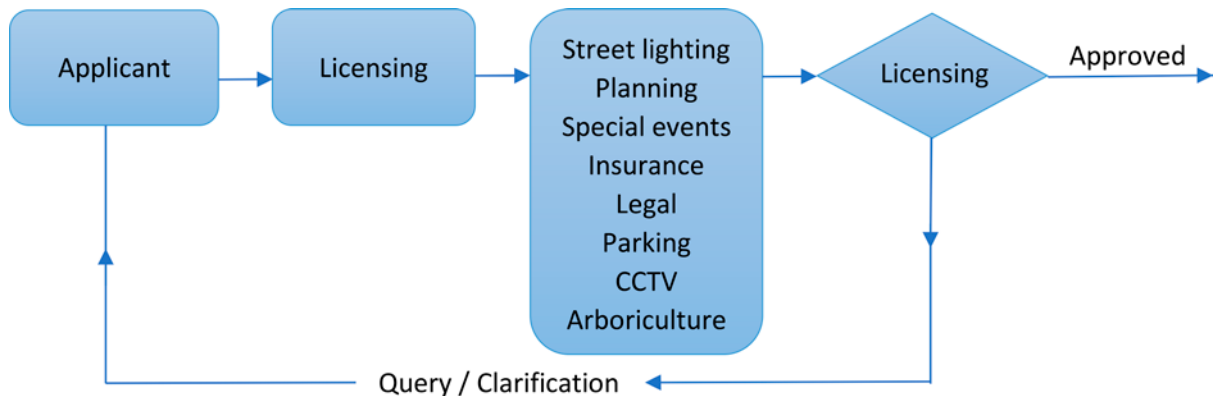 Applicant
Licensing
Street lighting
Planning
Special events
Insurance
Legal
Parking
CCTV
Arboriculture
Licensing
Approved
Query / Clarification